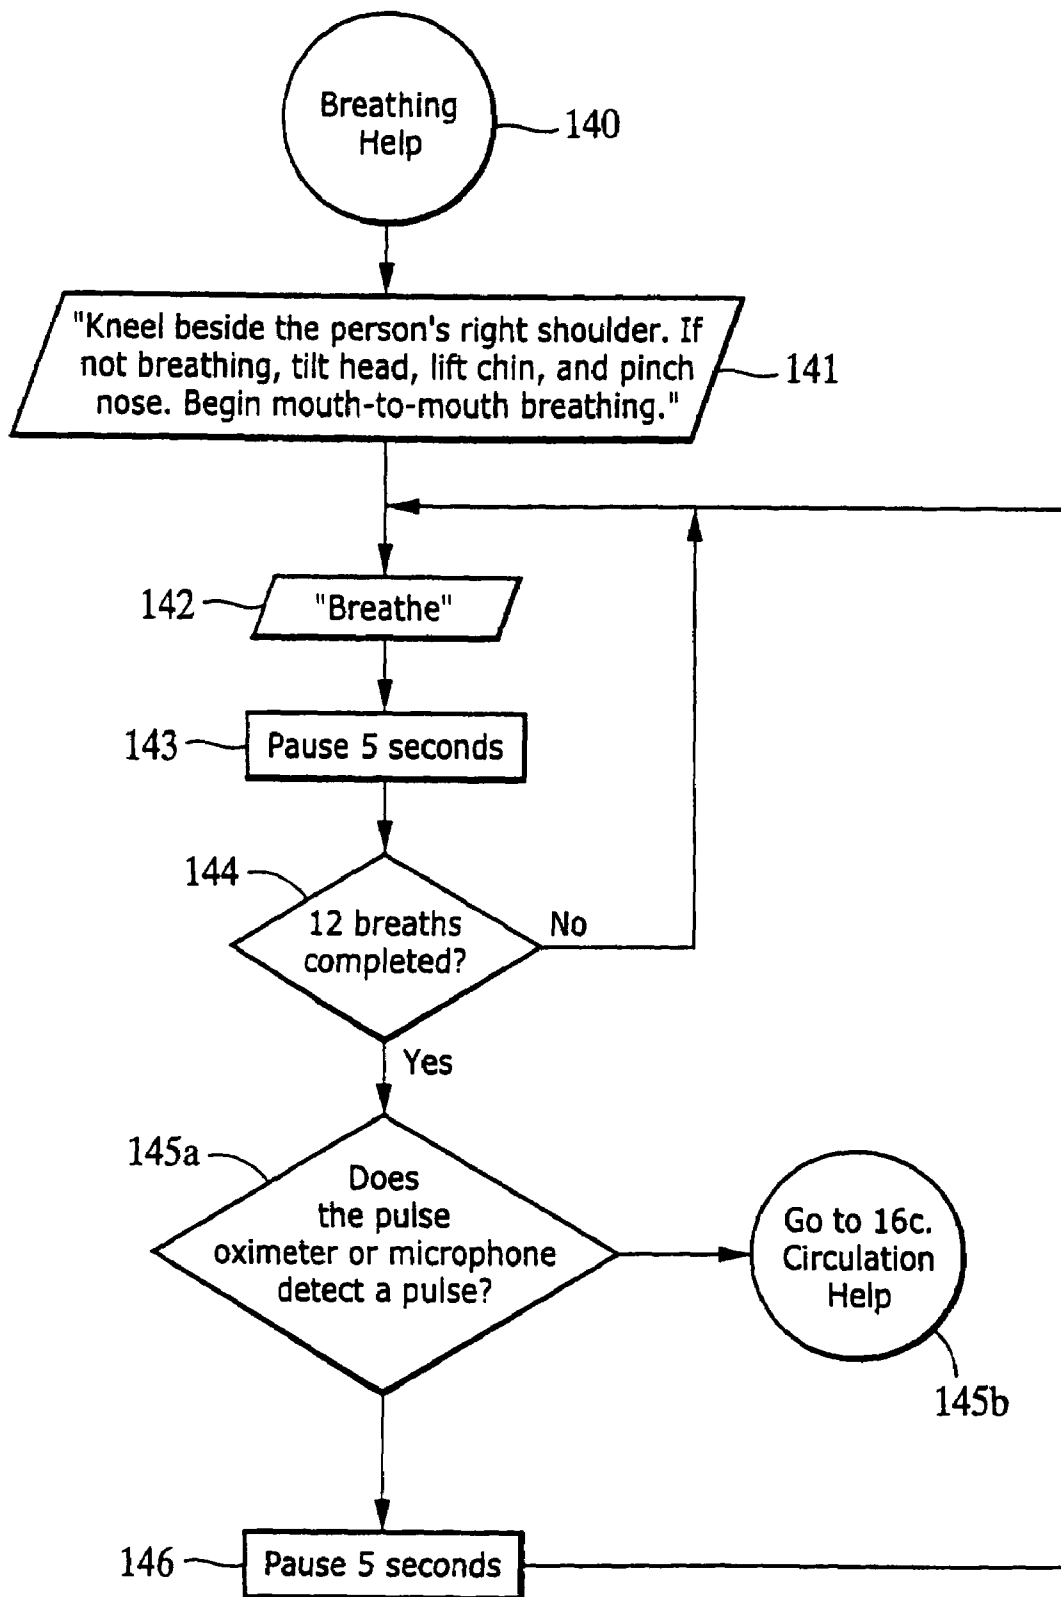 Breathing
Help
140
"Kneel beside the person's right shoulder. If
not breathing, tilt head, lift chin, and pinch
nose. Begin mouth-to-mouth breathing."
141
142
"Breathe"
143
Pause 5 seconds
144
12 breaths
completed?
No
Yes
145a
Does
the pulse
oximeter or microphone
detect a pulse?
Go to 16c.
Circulation
Help
145b
146
Pause 5 seconds